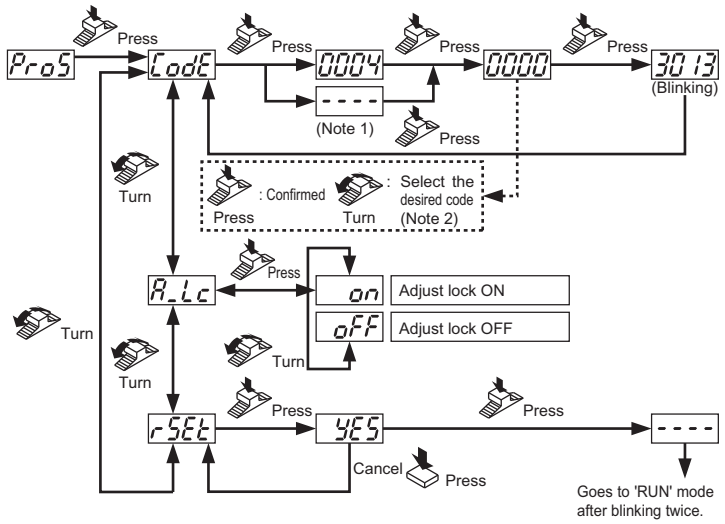 Press
Press
Press
Press
Press
ProS
CodE
0004
0000
3013
(Blinking)
- - - -
(Note 1)
Press
Turn
Press
: Confirmed
Turn
: Select the
desired code
(Note 2)
Press
A_Lc
on
Adjust lock ON
oFF
Adjust lock OFF
Turn
Turn
Turn
Press
Press
rSEt
YES
- - - -
Cancel
Press
Goes to 'RUN' mode
after blinking twice.